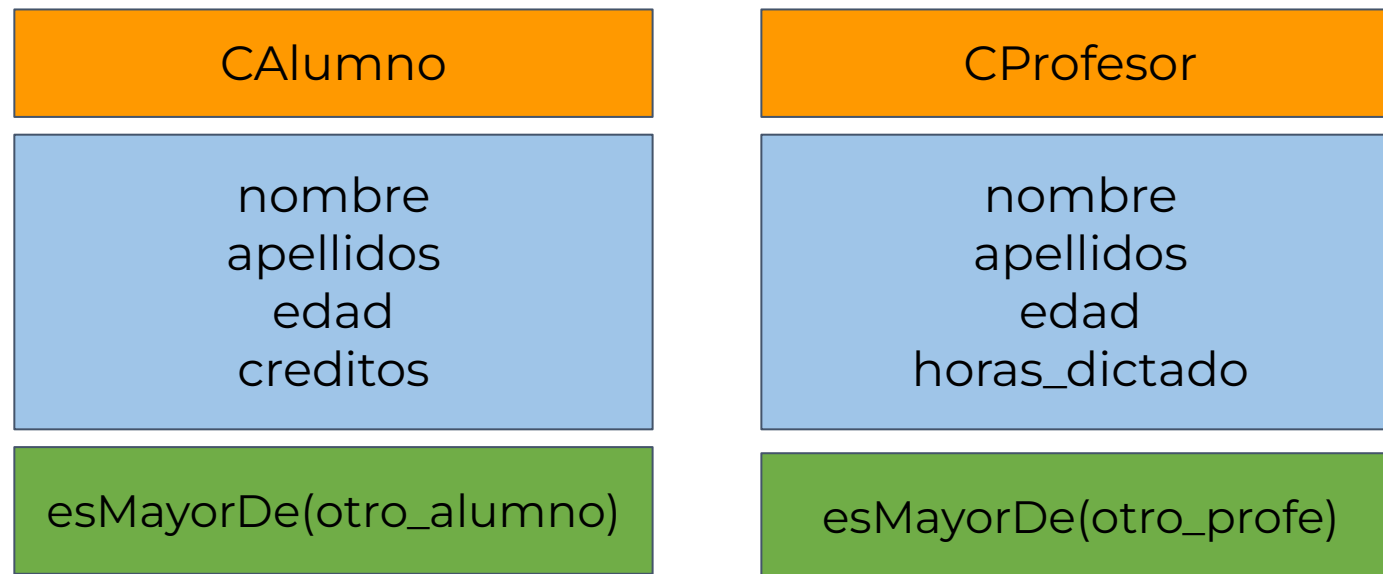 CAlumno
nombre
apellidos
edad
creditos
esMayorDe(otro_alumno)
CProfesor
nombre
apellidos
edad
horas_dictado
esMayorDe(otro_profe)